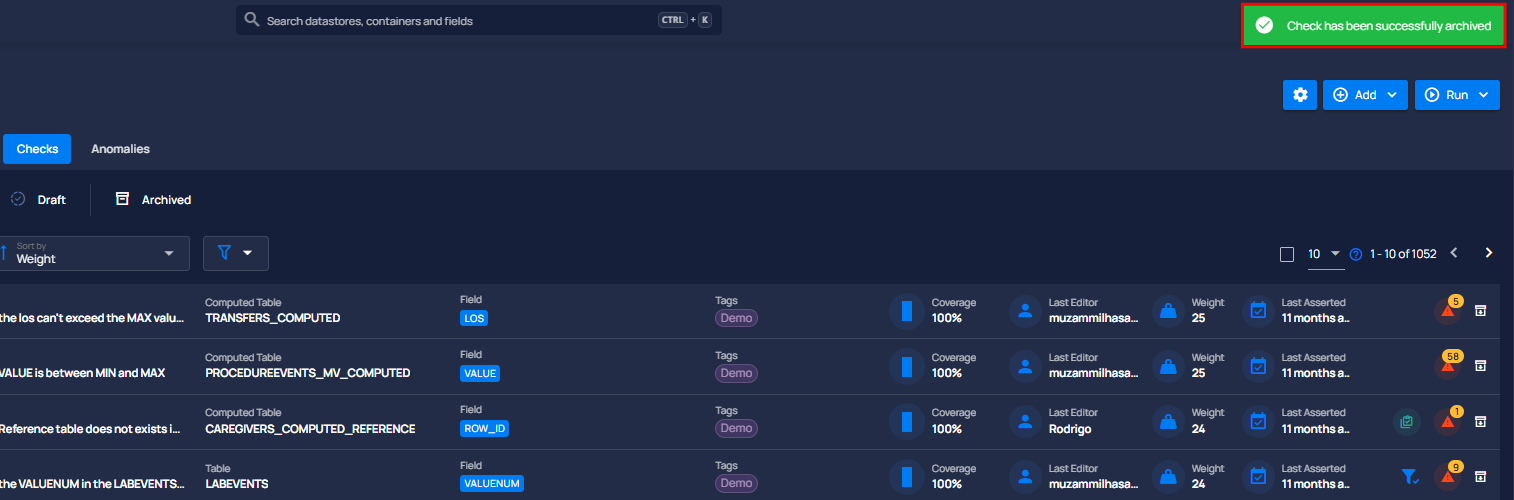 Search datastores, containers and fields CTRL + K
Check has been successfully archived
Add Run
Checks Anomalies
Draft Archived
Sort by
Weight
10 1 - 10 of 1052
Computed Table Field Tags Coverage Last Editor Weight Last Asserted 5
the los can't exceed the MAX valu... TRANSFERS_COMPUTED LOS Demo 100% muzammilhasa... 25 11 months a..
Computed Table Field Tags Coverage Last Editor Weight Last Asserted 58
VALUE is between MIN and MAX PROCEDUREEVENTS_MV_COMPUTED VALUE Demo 100% muzammilhasa... 25 11 months a..
Computed Table Field Tags Coverage Last Editor Weight Last Asserted 1
Reference table does not exists i... CAREGIVERS_COMPUTED_REFERENCE ROW_ID Demo 100% Rodrigo 24 11 months a..
Table Field Tags Coverage Last Editor Weight Last Asserted 9
the VALUENUM in the LABEVENTS... LABEVENTS VALUENUM Demo 100% muzammilhasa... 24 11 months a..